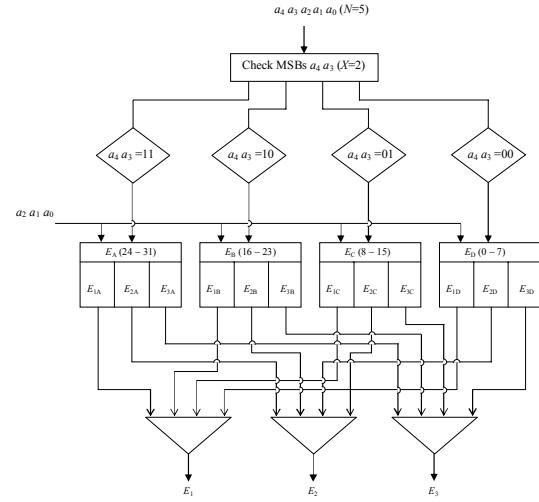 a4 a3 a2 a1 a0 (N=5)
Check MSBs a4 a3 (X=2)
a4 a3 =11
a4 a3 =10
a4 a3 =01
a4 a3 =00
a2 a1 a0
EA (24 – 31)
EB (16 – 23)
EC (8 – 15)
ED (0 – 7)
E1A
E2A
E3A
E1B
E2B
E3B
E1C
E2C
E3C
E1D
E2D
E3D
E1
E2
E3